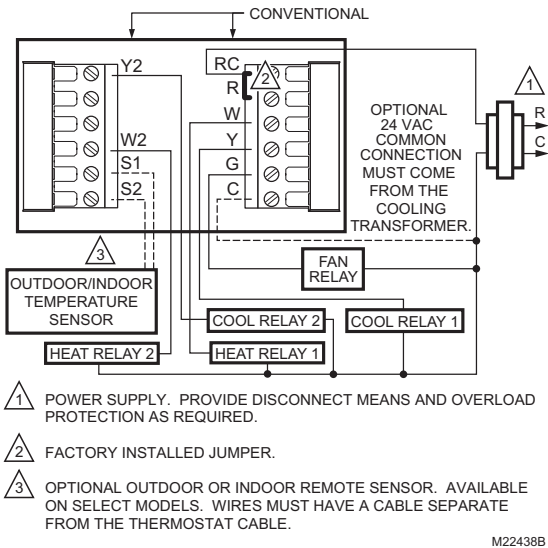 CONVENTIONAL
Y2
W2
S1
S2
RC
R
W
Y
G
C
2
OPTIONAL
24 VAC
COMMON
CONNECTION
MUST COME
FROM THE
COOLING
TRANSFORMER.
1
R
C
3
OUTDOOR/INDOOR
TEMPERATURE
SENSOR
FAN
RELAY
COOL RELAY 2
COOL RELAY 1
HEAT RELAY 2
HEAT RELAY 1
1 POWER SUPPLY. PROVIDE DISCONNECT MEANS AND OVERLOAD
PROTECTION AS REQUIRED.
2 FACTORY INSTALLED JUMPER.
3 OPTIONAL OUTDOOR OR INDOOR REMOTE SENSOR. AVAILABLE
ON SELECT MODELS. WIRES MUST HAVE A CABLE SEPARATE
FROM THE THERMOSTAT CABLE.
M22438B